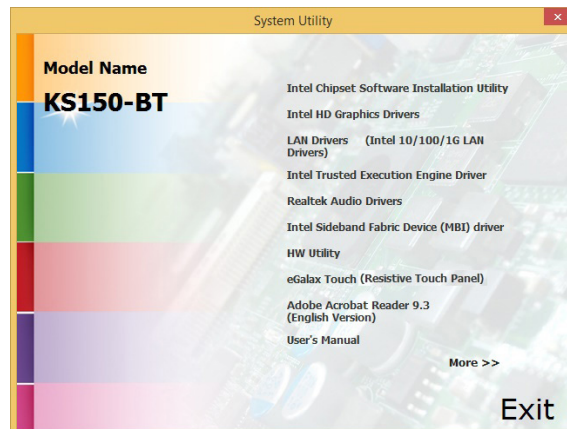 System Utility
Model Name
KS150-BT
Intel Chipset Software Installation Utility
Intel HD Graphics Drivers
LAN Drivers (Intel 10/100/1G LAN
Drivers)
Intel Trusted Execution Engine Driver
Realtek Audio Drivers
Intel Sideband Fabric Device (MBI) driver
HW Utility
eGalax Touch (Resistive Touch Panel)
Adobe Acrobat Reader 9.3
(English Version)
User's Manual
More >>
Exit